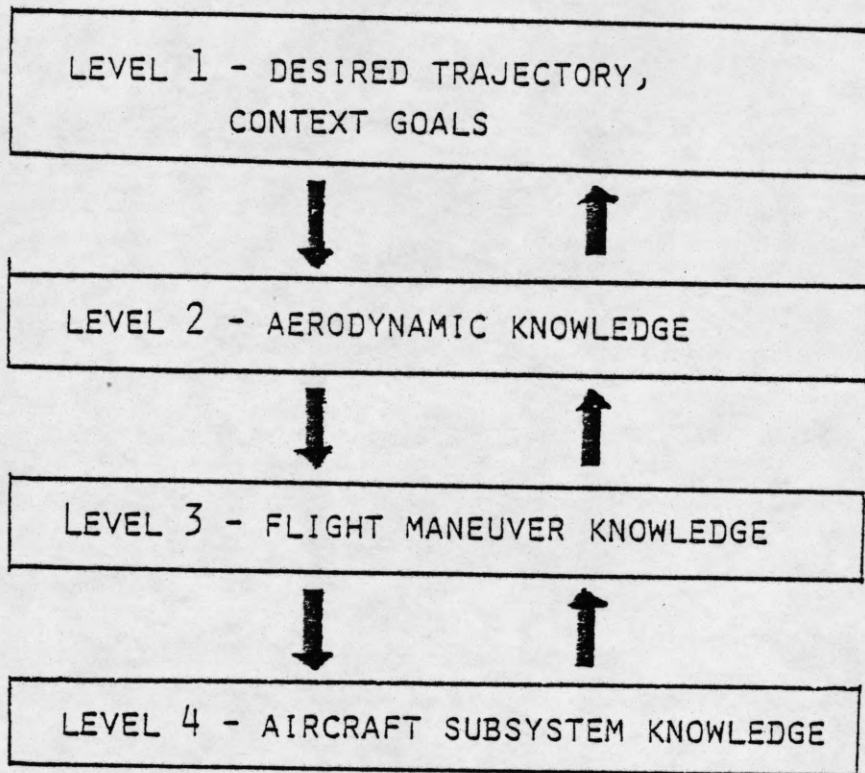 LEVEL 1 - DESIRED TRAJECTORY,
CONTEXT GOALS
LEVEL 2 - AERODYNAMIC KNOWLEDGE
LEVEL 3 - FLIGHT MANEUVER KNOWLEDGE
LEVEL 4 - AIRCRAFT SUBSYSTEM KNOWLEDGE